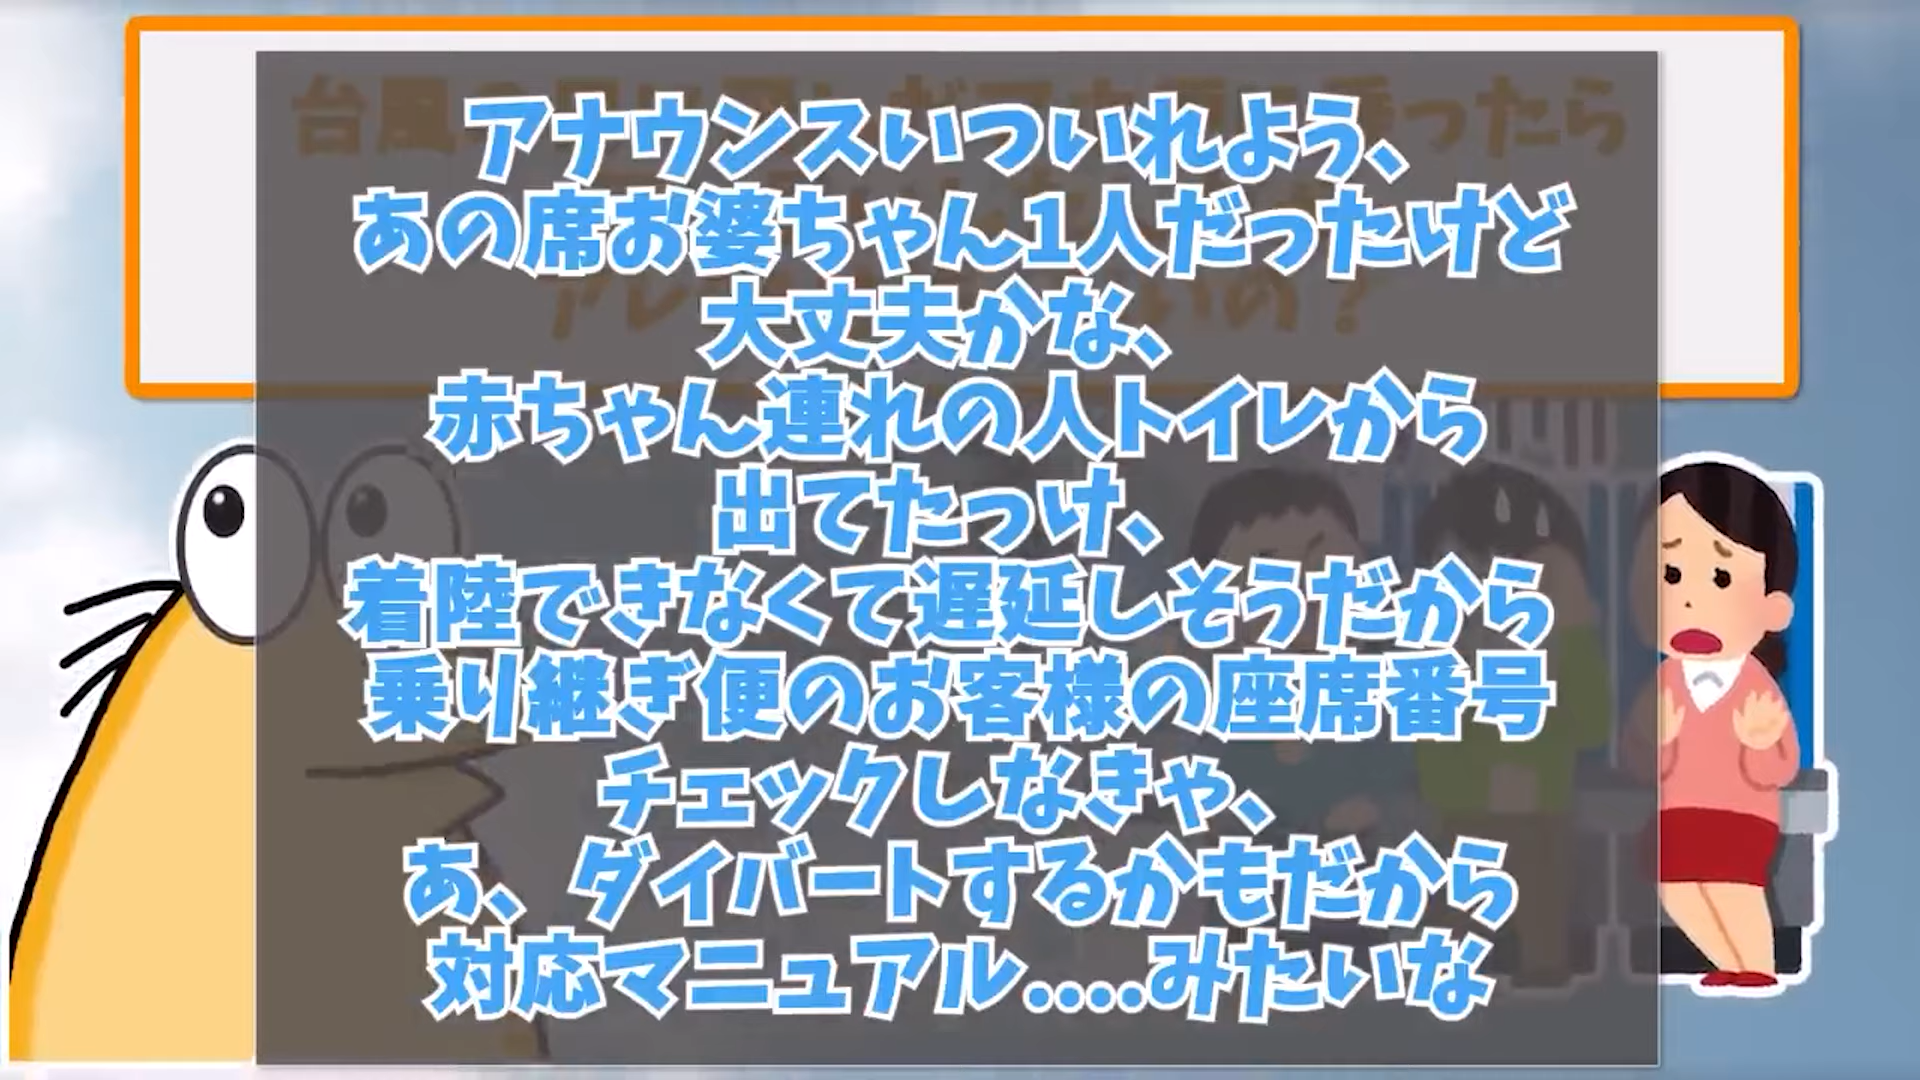 アナウンスいついれよう、
あの席お婆ちゃん1人だったけど
大丈夫かな、
赤ちゃん連れの人トイレから
出てたっけ、
着陸できなくて遅延しそうだから
乗り継ぎ便のお客様の座席番号
チェックしなきゃ、
あ、ダイバートするかもだから
対応マニュアル....みたいな